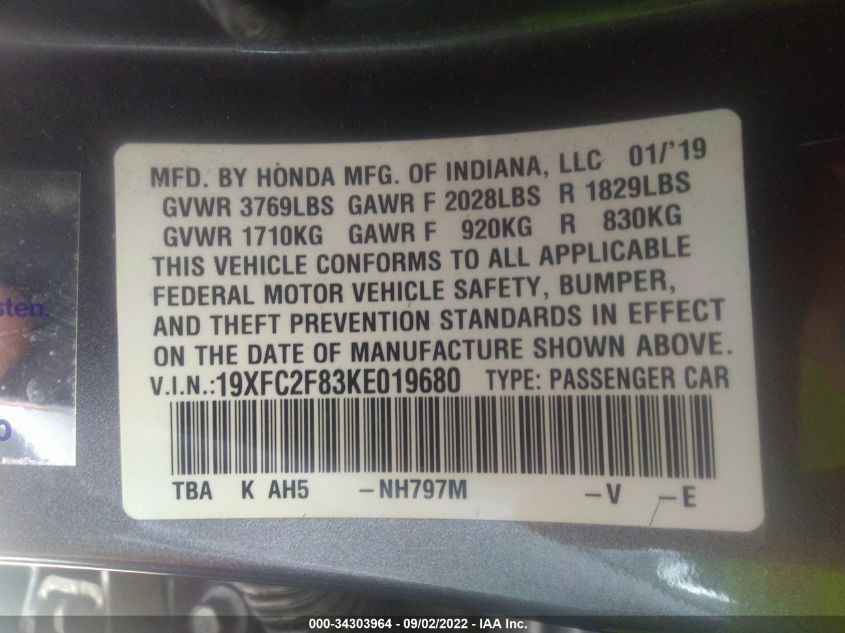 MFD. BY HONDA MFG. OF INDIANA, LLC 01/'19
GVWR 3769LBS GAWR F 2028LBS R 1829LBS
GVWR 1710KG GAWR F 920KG R 830KG
THIS VEHICLE CONFORMS TO ALL APPLICABLE
FEDERAL MOTOR VEHICLE SAFETY, BUMPER,
AND THEFT PREVENTION STANDARDS IN EFFECT
ON THE DATE OF MANUFACTURE SHOWN ABOVE.
V.I.N.:19XFC2F83KE019680 TYPE: PASSENGER CAR
TBA K AH5 –NH797M –V –E
sten.
000-34303964 - 09/02/2022 - IAA Inc.